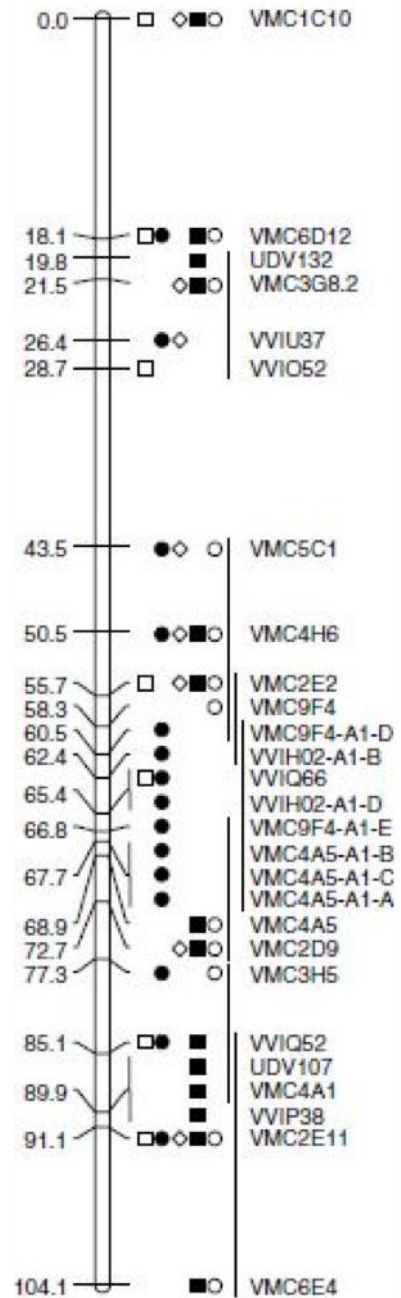 0.0 VMC1C10
18.1 VMC6D12
19.8 UDV132
21.5 VMC3G8.2
26.4 VVIU37
28.7 VVIO52
43.5 VMC5C1
50.5 VMC4H6
55.7 VMC2E2
58.3 VMC9F4
60.5 VMC9F4-A1-D
62.4 VVIH02-A1-B
VVIQ66
65.4 VVIH02-A1-D
66.8 VMC9F4-A1-E
VMC4A5-A1-B
67.7 VMC4A5-A1-C
VMC4A5-A1-A
68.9 VMC4A5
72.7 VMC2D9
77.3 VMC3H5
85.1 VVIQ52
UDV107
89.9 VMC4A1
VVIP38
91.1 VMC2E11
104.1 VMC6E4